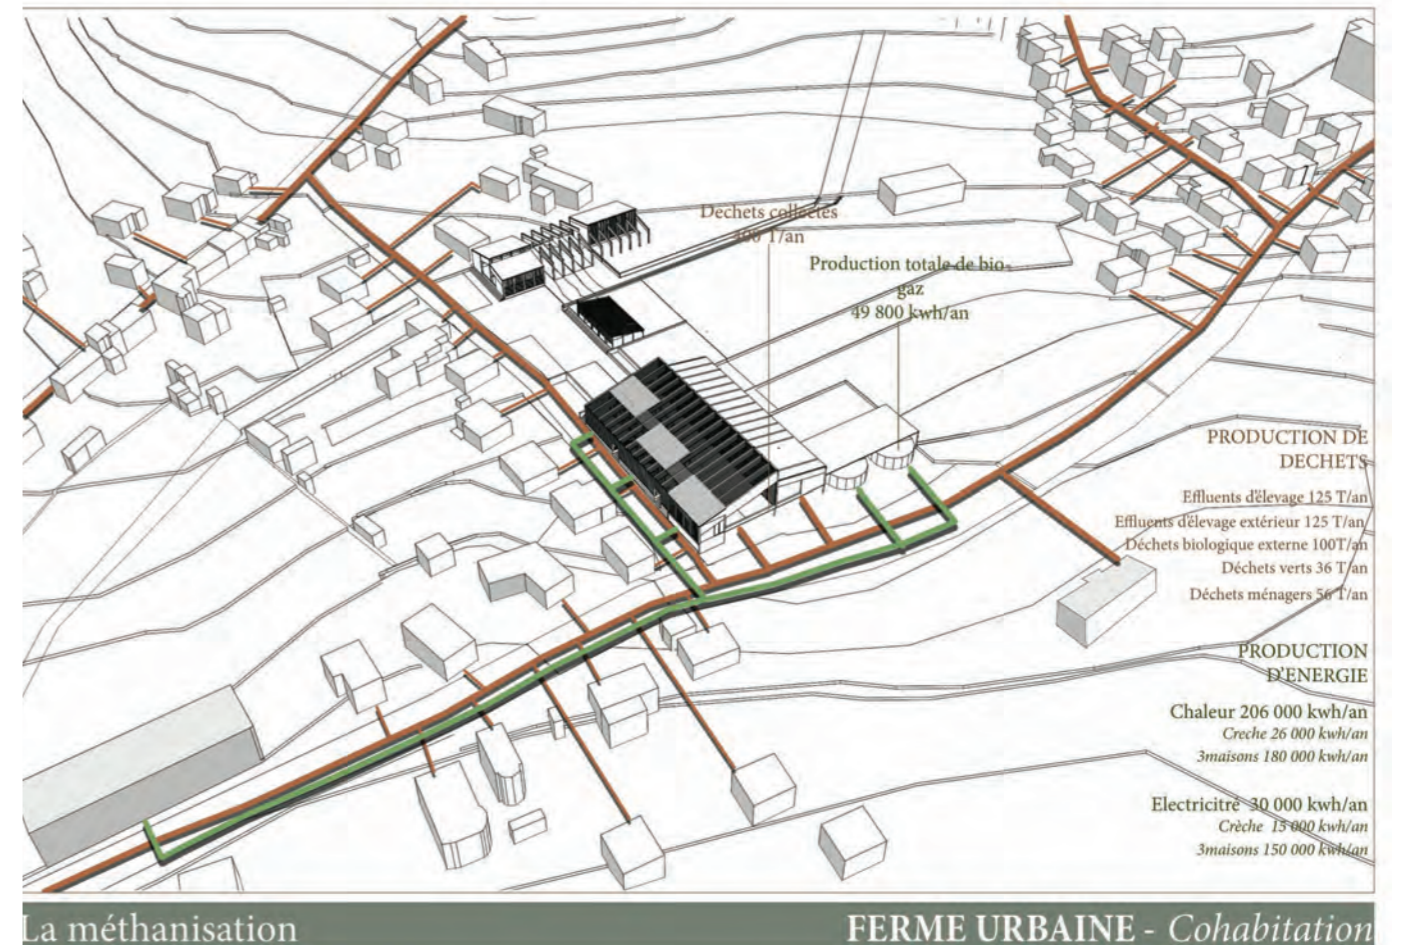 Dechets collectés
T/an
Production totale de bio-
gaz
49 800 kwh/an
PRODUCTION DE
DECHETS
Effluents d'élevage 125 T/an
Effluents d'élevage extérieur 125 T/an
Déchets biologique externe 100T/an
Déchets verts 36 T/an
Déchets ménagers 56 T/an
PRODUCTION
D'ENERGIE
Chaleur 206 000 kwh/an
Creche 26 000 kwh/an
3maisons 180 000 kwh/an
Electricitré 30 000 kwh/an
Crèche 15 000 kwh/an
3maisons 150 000 kwh/an
La méthanisation
FERME URBAINE - Cohabitation